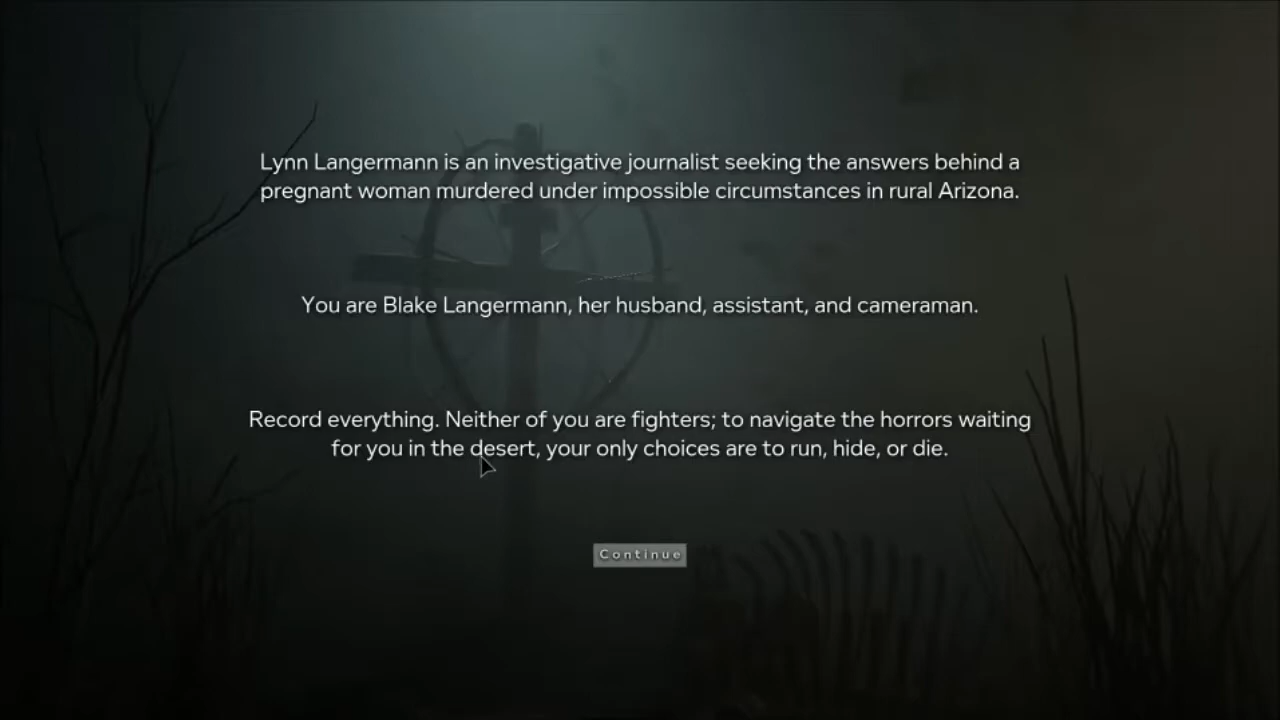 Lynn Langermann is an investigative journalist seeking the answers behind a
pregnant woman murdered under impossible circumstances in rural Arizona.
You are Blake Langermann, her husband, assistant, and cameraman.
Record everything. Neither of you are fighters; to navigate the horrors waiting
for you in the desert, your only choices are to run, hide, or die.
Continue